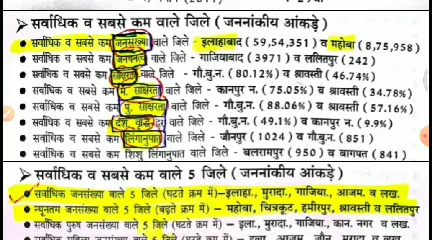 ➢ सर्वाधिक व सबसे कम वाले जिले ( जननांकीय आंकड़े )
• सर्वाधिक व सबसे कम जनसंख्या वाले जिले - इलाहाबाद ( 59,54,351 ) व महोबा ( 8,75,958 )
• सर्वाधिक व सबसे कम जनघनत्व वाले जिले - गाजियाबाद ( 3971 ) व ललितपुर ( 242 )
• सर्वाधिक व सबसे कम साक्षरता वाले जिले - गौ.बु.न. ( 80.12% ) व श्रावस्ती ( 46.74% )
• सर्वाधिक व सबसे कम म. साक्षरता वाले जिले - कानपुर न. ( 75.05% ) व श्रावस्ती ( 34.78% )
• सर्वाधिक व सबसे कम पु. साक्षरता वाले जिले - गौ.बु.न. ( 88.06% ) व श्रावस्ती ( 57.16% )
• सर्वाधिक व सबसे कम वृद्धि दर वाले जिले - गौ.बु.न. ( 49.1% ) व कानपुर न. ( 9.9% )
• सर्वाधिक व सबसे कम लिंगानुपात वाले जिले - जौनपुर ( 1024 ) व गौ.बु.न. ( 851 )
• सर्वाधिक व सबसे कम शिशु लिंगानुपात वाले जिले - बलरामपुर ( 950 ) व बागपत ( 841 )
➢ सर्वाधिक व सबसे कम वाले 5 जिले ( जननांकीय आंकड़े )
• सर्वाधिक जनसंख्या वाले 5 जिले (घटते क्रम में)–इलाहा., मुरादा., गाजिया., आजम. व लख.
• न्यूनतम जनसंख्या वाले 5 जिले (बढ़ते क्रम में) – महोबा, चित्रकूट, हमीरपुर, श्रावस्ती व ललितपुर
• सर्वाधिक पुरुष जनसंख्या वाले 5 जिले (घटते क्रम में) – इला., मुरादा., गाजिया., कान. नगर व लख.